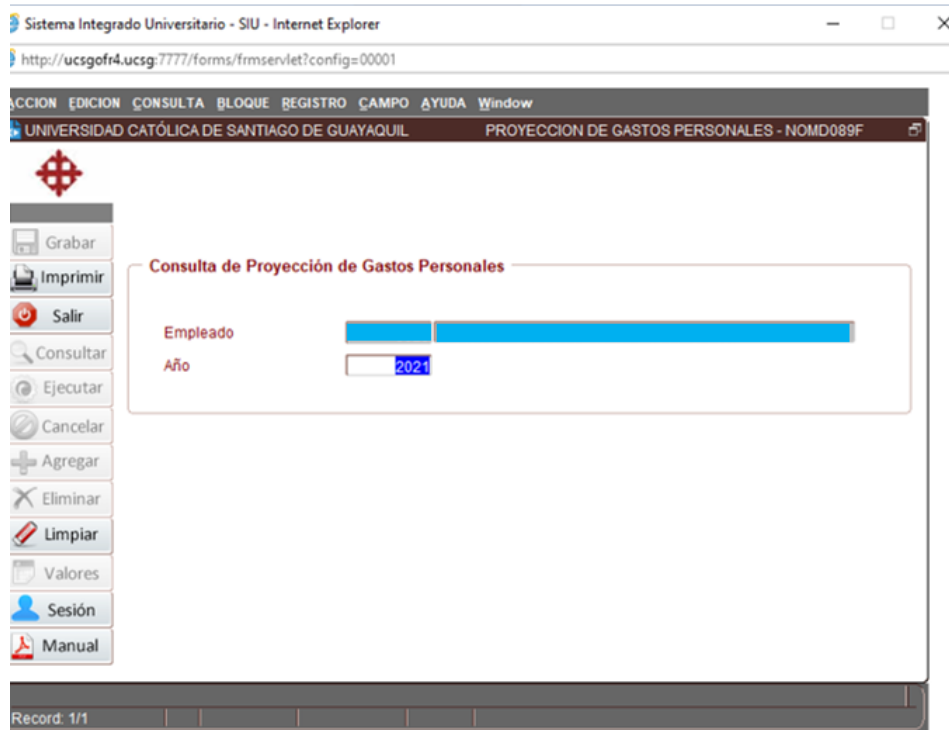 Sistema Integrado Universitario - SIU - Internet Explorer
http://ucsgofr4.ucsg:7777/forms/frmservlet?config=00001
ACCION EDICION CONSULTA BLOQUE REGISTRO CAMPO AYUDA Window
UNIVERSIDAD CATÓLICA DE SANTIAGO DE GUAYAQUIL PROYECCION DE GASTOS PERSONALES - NOMD089F
Grabar
Imprimir
Salir
Consultar
Ejecutar
Cancelar
Agregar
Eliminar
Limpiar
Valores
Sesión
Manual
Consulta de Proyección de Gastos Personales
Empleado
Año 2021
Record: 1/1